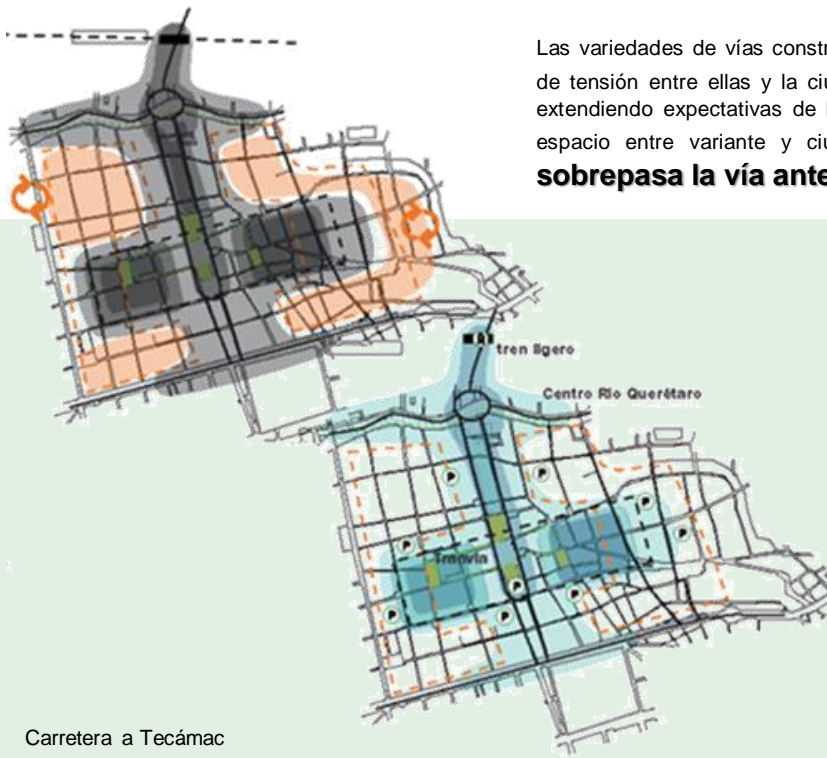 Las variedades de vías constr
de tensión entre ellas y la ciu
extendiendo expectativas de l
espacio entre variante y ciu
sobrepasa la vía ante
tren ligero
Centro Río Querétaro
P
P
P
P
P
Tranvía
P
P
P
P
Carretera a Tecámac